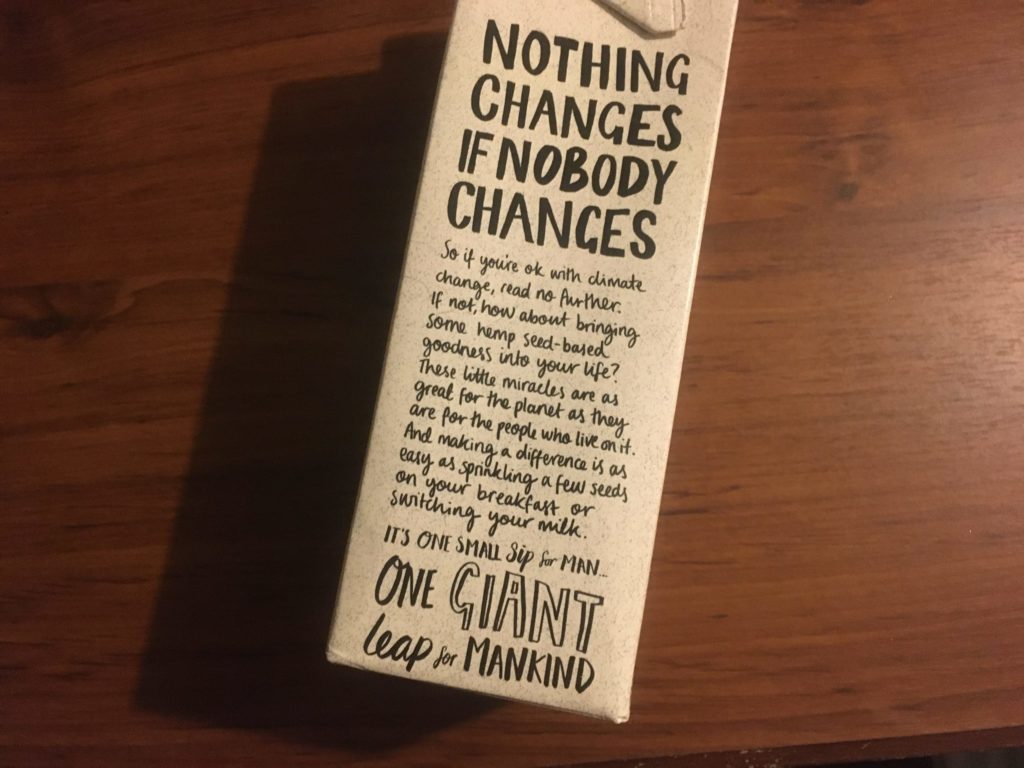 NOTHING
CHANGES
IF NOBODY
CHANGES
So if you're ok with climate
change, read no further.
If not, how about bringing
some hemp seed-based
goodness into your life?
These little miracles are as
great for the planet as they
are for the people who live on it.
And making a difference is as
easy as sprinkling a few seeds
on your breakfast or
switching your milk.
IT'S ONE SMALL Sip for MAN...
ONE GIANT
leap for MANKIND